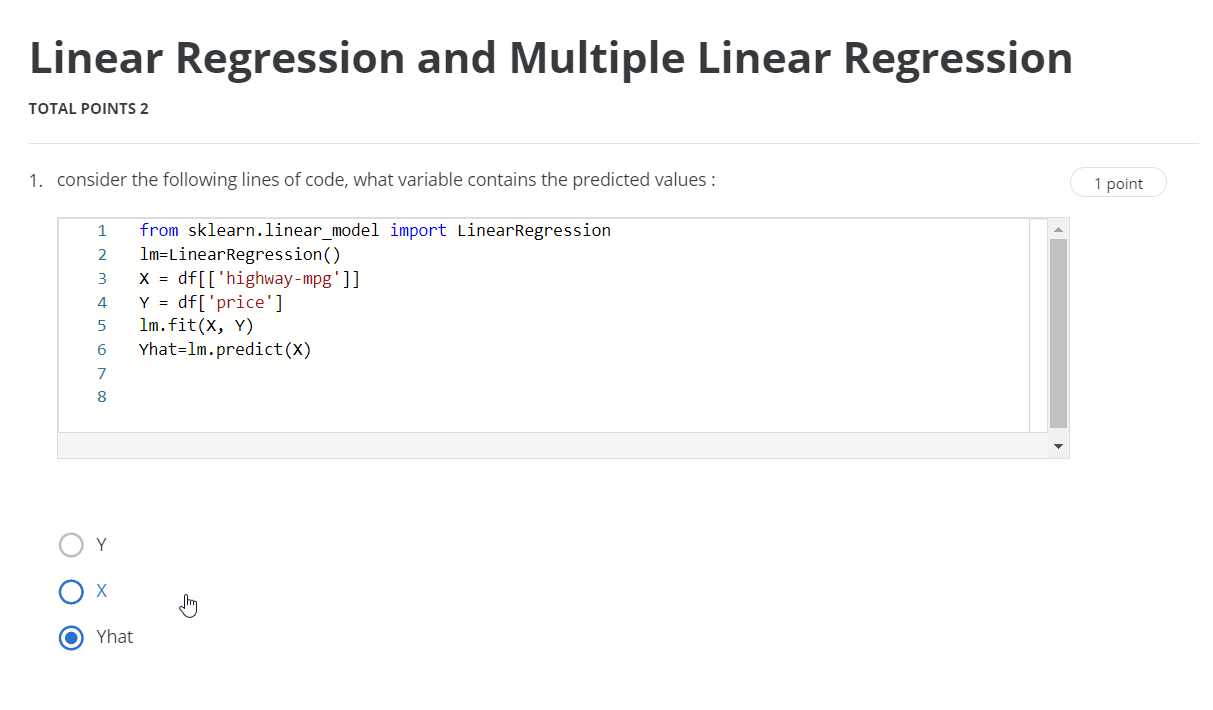 Linear Regression and Multiple Linear Regression
TOTAL POINTS 2
1. consider the following lines of code, what variable contains the predicted values :
1 point
1 from sklearn.linear_model import LinearRegression
2 lm=LinearRegression()
3 X = df[['highway-mpg']]
4 Y = df['price']
5 lm.fit(X, Y)
6 Yhat=lm.predict(X)
7
8
Y
X
Yhat